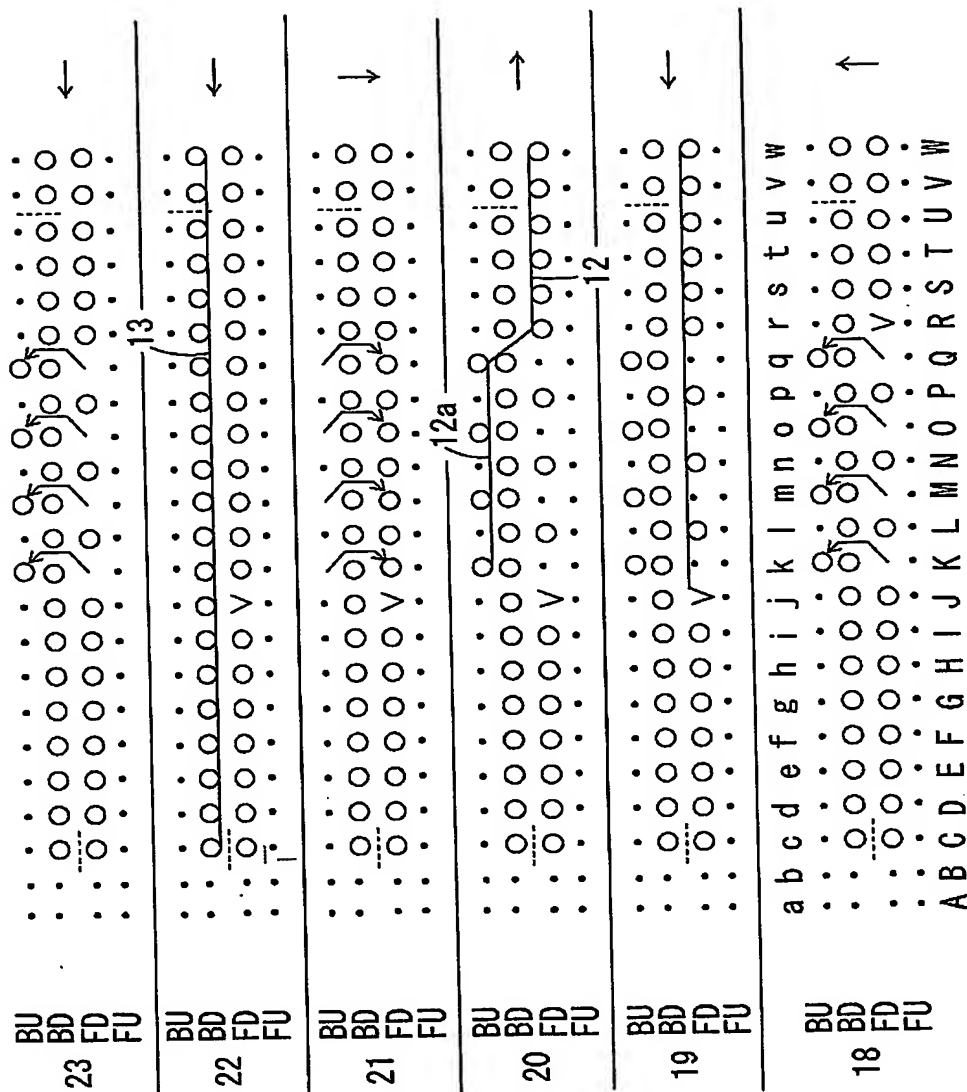 BU
BD
23
FD
FU
13
BU
BD
22
FD
FU
BU
BD
21
FD
FU
12a
12
BU
BD
20
FD
FU
BU
BD
19
FD
FU
a b c d e f g h i j k l m n o p q r s t u v w
BU
BD
18
FD
FU
A B C D E F G H I J K L M N O P Q R S T U V W